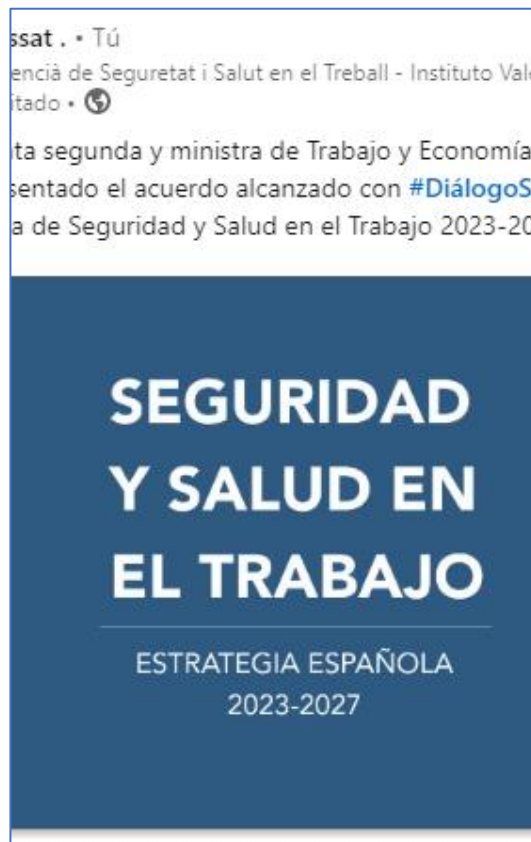 ssat . • Tú
encià de Seguretat i Salut en el Treball - Instituto Val
itado •
ta segunda y ministra de Trabajo y Economía
sentado el acuerdo alcanzado con #DiálogoS
a de Seguridad y Salud en el Trabajo 2023-20
SEGURIDAD
Y SALUD EN
EL TRABAJO
ESTRATEGIA ESPAÑOLA
2023-2027